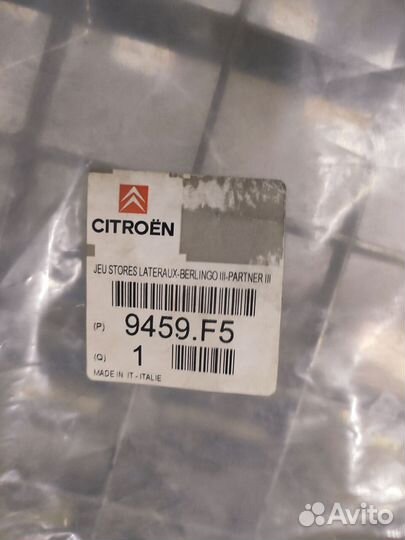 CITROËN
JEU STORES LATERAUX-BERLINGO III-PARTNER III
(P) 9459.F5
(Q) 1
MADE IN IT - ITALIE
Avito